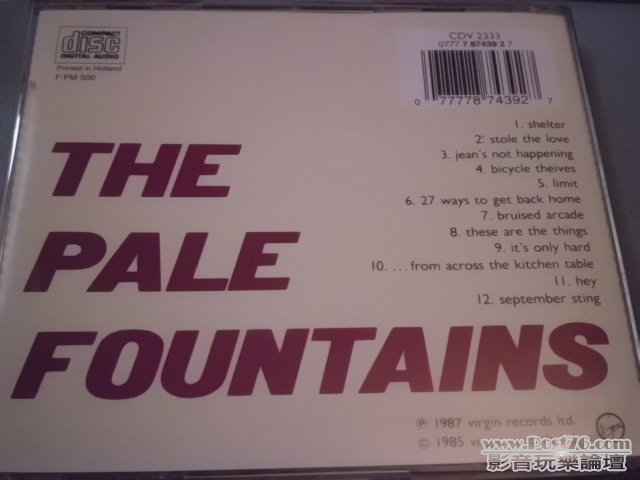 COMPACT
disc
DIGITAL AUDIO
Printed in Holland
F:PM 500
CDV 2333
0777 7 87439 2 7
0 77778 74392 7
THE
PALE
FOUNTAINS
1. shelter
2. stole the love
3. jean's not happening
4. bicycle theives
5. limit
6. 27 ways to get back home
7. bruised arcade
8. these are the things
9. it's only hard
10. ...from across the kitchen table
11. hey
12. september sting
℗ 1987 virgin records ltd.
© 1985 virgin
www.Post76.com
影音玩樂論壇